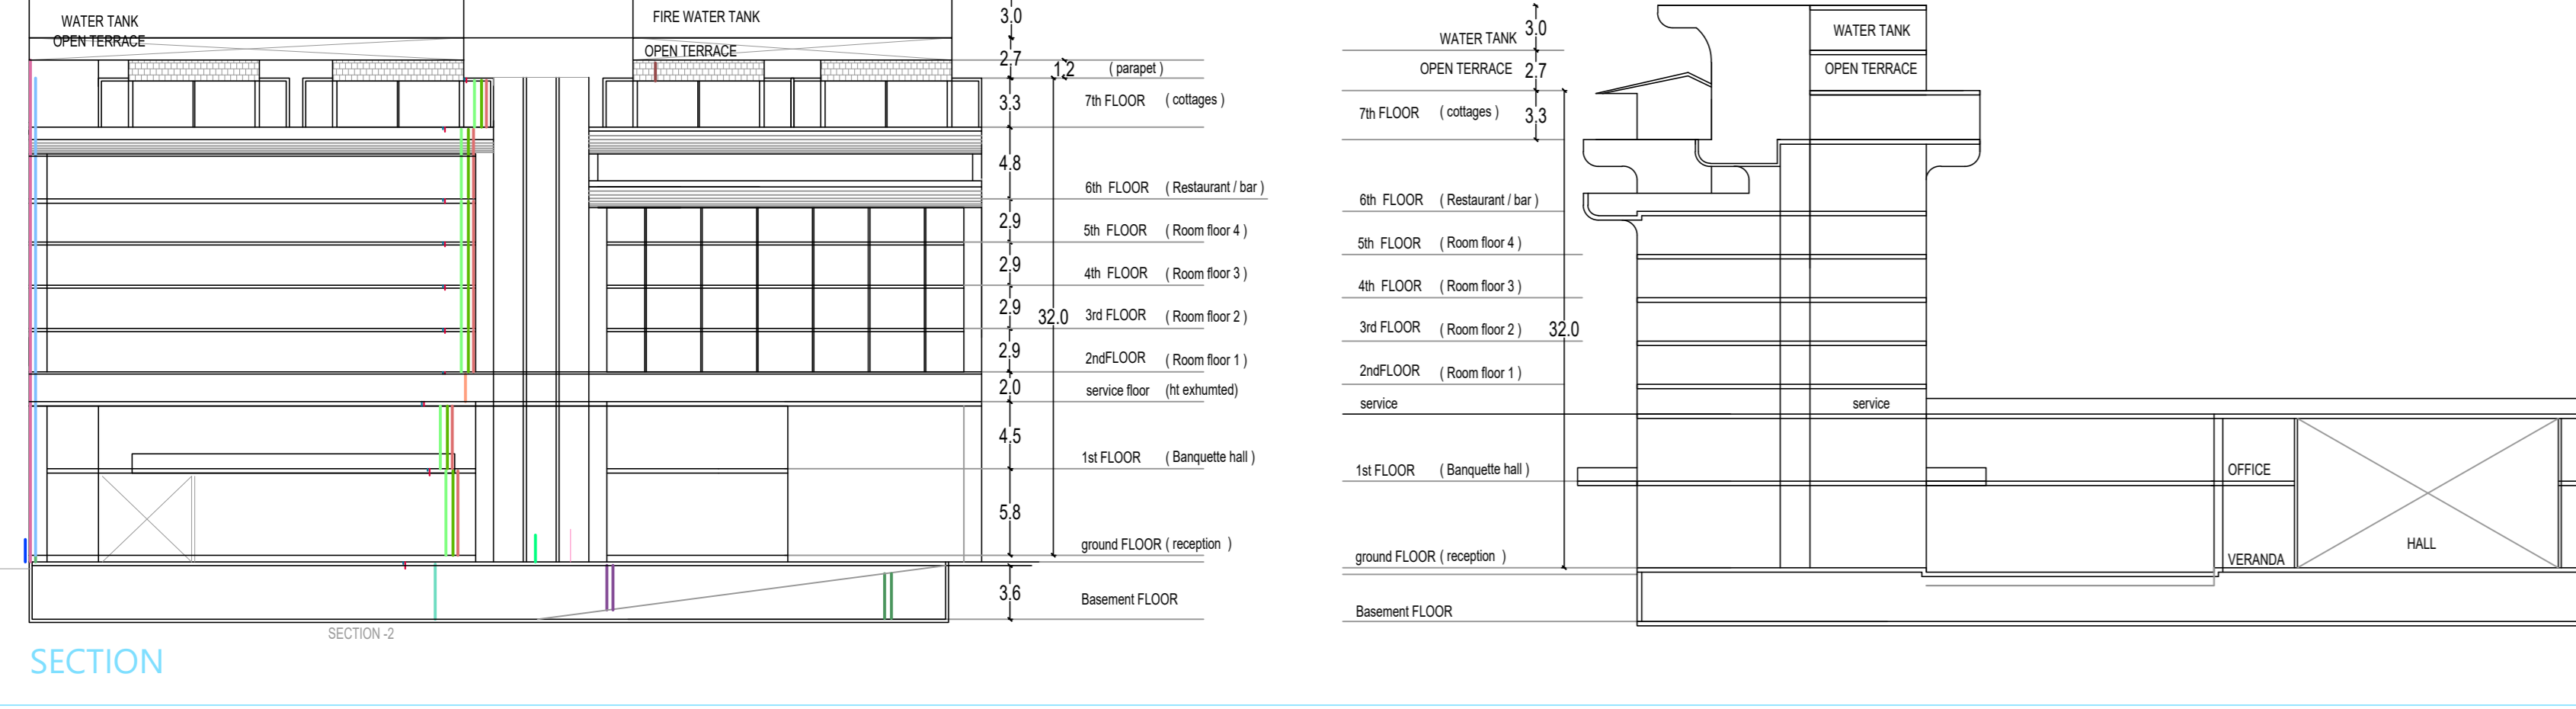 WATER TANK
OPEN TERRACE
FIRE WATER TANK
OPEN TERRACE
3.0
2.7
1.2 ( parapet )
3.3 7th FLOOR ( cottages )
4.8
6th FLOOR ( Restaurant / bar )
2.9 5th FLOOR ( Room floor 4 )
2.9 4th FLOOR ( Room floor 3 )
2.9 32.0 3rd FLOOR ( Room floor 2 )
2.9 2ndFLOOR ( Room floor 1 )
2.0 service floor (ht exhumted)
4.5
1st FLOOR ( Banquette hall )
5.8
ground FLOOR ( reception )
3.6 Basement FLOOR
SECTION -2
SECTION
WATER TANK 3.0
OPEN TERRACE 2.7
7th FLOOR ( cottages ) 3.3
6th FLOOR ( Restaurant / bar )
5th FLOOR ( Room floor 4 )
4th FLOOR ( Room floor 3 )
3rd FLOOR ( Room floor 2 ) 32.0
2ndFLOOR ( Room floor 1 )
service
1st FLOOR ( Banquette hall )
ground FLOOR ( reception )
Basement FLOOR
WATER TANK
OPEN TERRACE
service
OFFICE
HALL
VERANDA